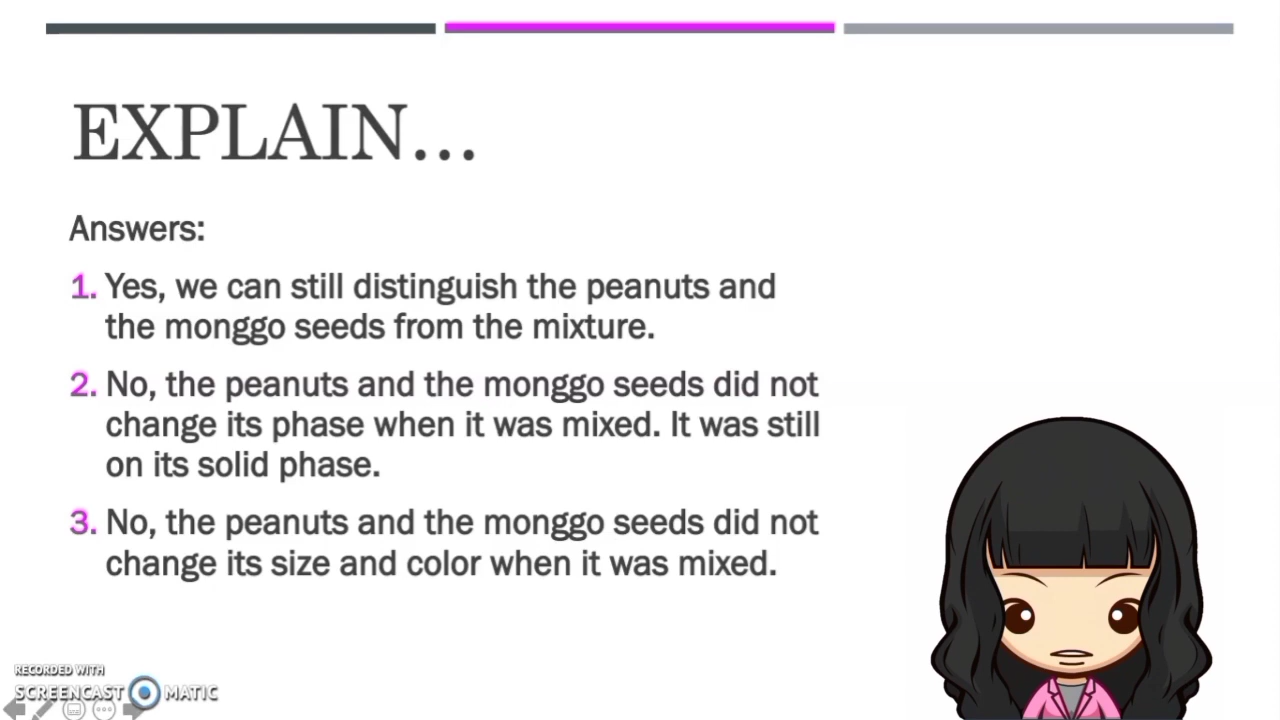 EXPLAIN...
Answers:
1. Yes, we can still distinguish the peanuts and
the monggo seeds from the mixture.
2. No, the peanuts and the monggo seeds did not
change its phase when it was mixed. It was still
on its solid phase.
3. No, the peanuts and the monggo seeds did not
change its size and color when it was mixed.
RECORDED WITH
SCREENCAST MATIC